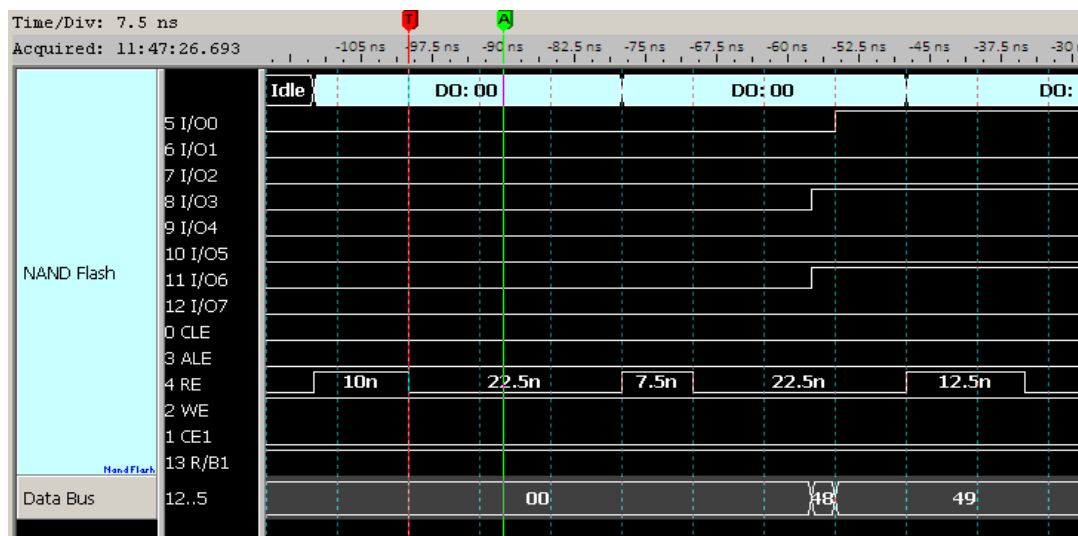 Time/Div: 7.5 ns
T
A
Acquired: 11:47:26.693
-105 ns -97.5 ns -90 ns -82.5 ns -75 ns -67.5 ns -60 ns -52.5 ns -45 ns -37.5 ns -30
Idle DO: 00 DO: 00 DO:
5 I/O0
6 I/O1
7 I/O2
8 I/O3
9 I/O4
10 I/O5
NAND Flash
11 I/O6
12 I/O7
0 CLE
3 ALE
4 RE 10n 22.5n 7.5n 22.5n 12.5n
2 WE
1 CE1
NandFlash
13 R/B1
Data Bus 12..5 00 48 49